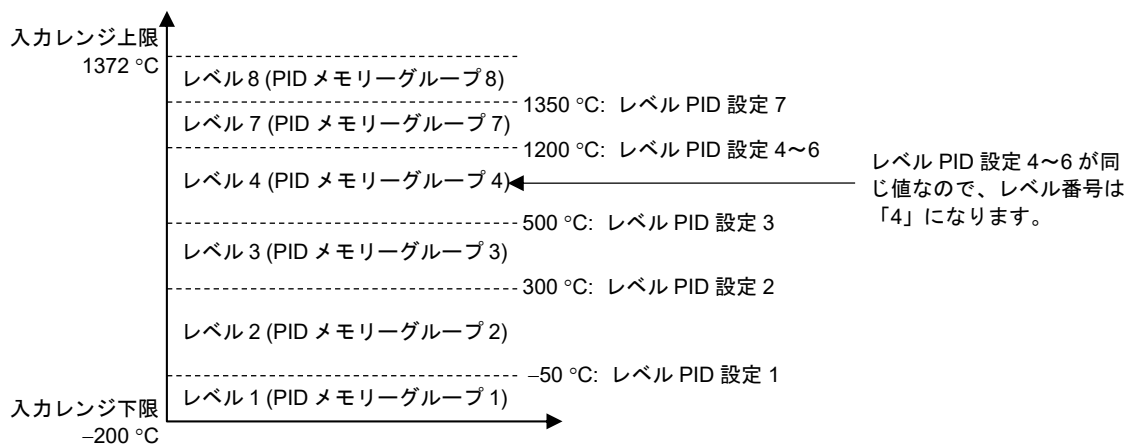 入力レンジ上限
1372 °C
レベル 8 (PID メモリーグループ 8)
1350 °C: レベル PID 設定 7
レベル 7 (PID メモリーグループ 7)
1200 °C: レベル PID 設定 4～6
レベル 4 (PID メモリーグループ 4)
レベル PID 設定 4～6 が同
じ値なので、レベル番号は
「4」になります。
500 °C: レベル PID 設定 3
レベル 3 (PID メモリーグループ 3)
300 °C: レベル PID 設定 2
レベル 2 (PID メモリーグループ 2)
−50 °C: レベル PID 設定 1
レベル 1 (PID メモリーグループ 1)
入力レンジ下限
−200 °C